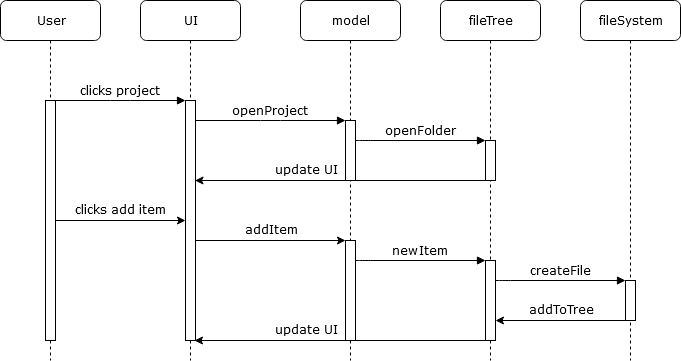 User
UI
model
fileTree
fileSystem
clicks project
openProject
openFolder
update UI
clicks add item
addItem
newItem
createFile
addToTree
update UI